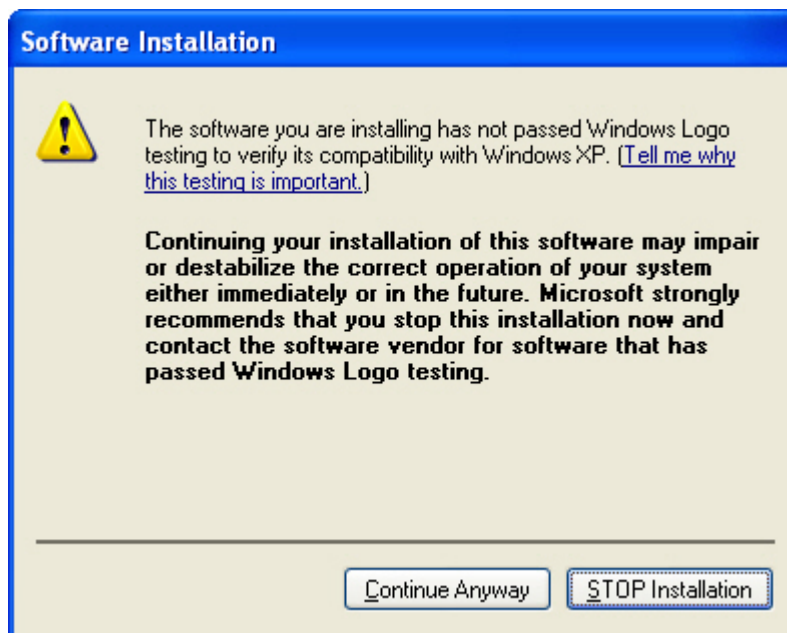 Software Installation
The software you are installing has not passed Windows Logo
testing to verify its compatibility with Windows XP. (Tell me why
this testing is important.)
Continuing your installation of this software may impair
or destabilize the correct operation of your system
either immediately or in the future. Microsoft strongly
recommends that you stop this installation now and
contact the software vendor for software that has
passed Windows Logo testing.
Continue Anyway
STOP Installation